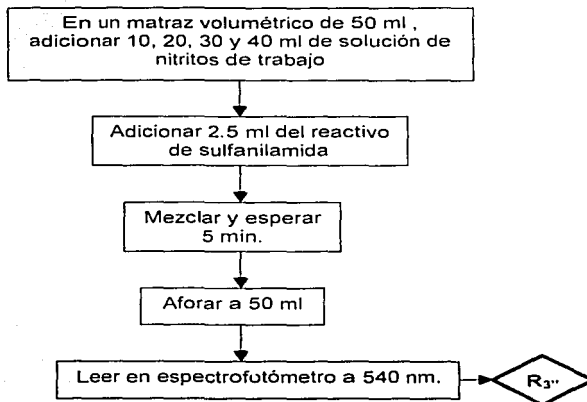 En un matraz volumétrico de 50 ml ,
adicionar 10, 20, 30 y 40 ml de solución de
nitritos de trabajo
Adicionar 2.5 ml del reactivo
de sulfanilamida
Mezclar y esperar
5 min.
Aforar a 50 ml
Leer en espectrofotómetro a 540 nm.
R3''